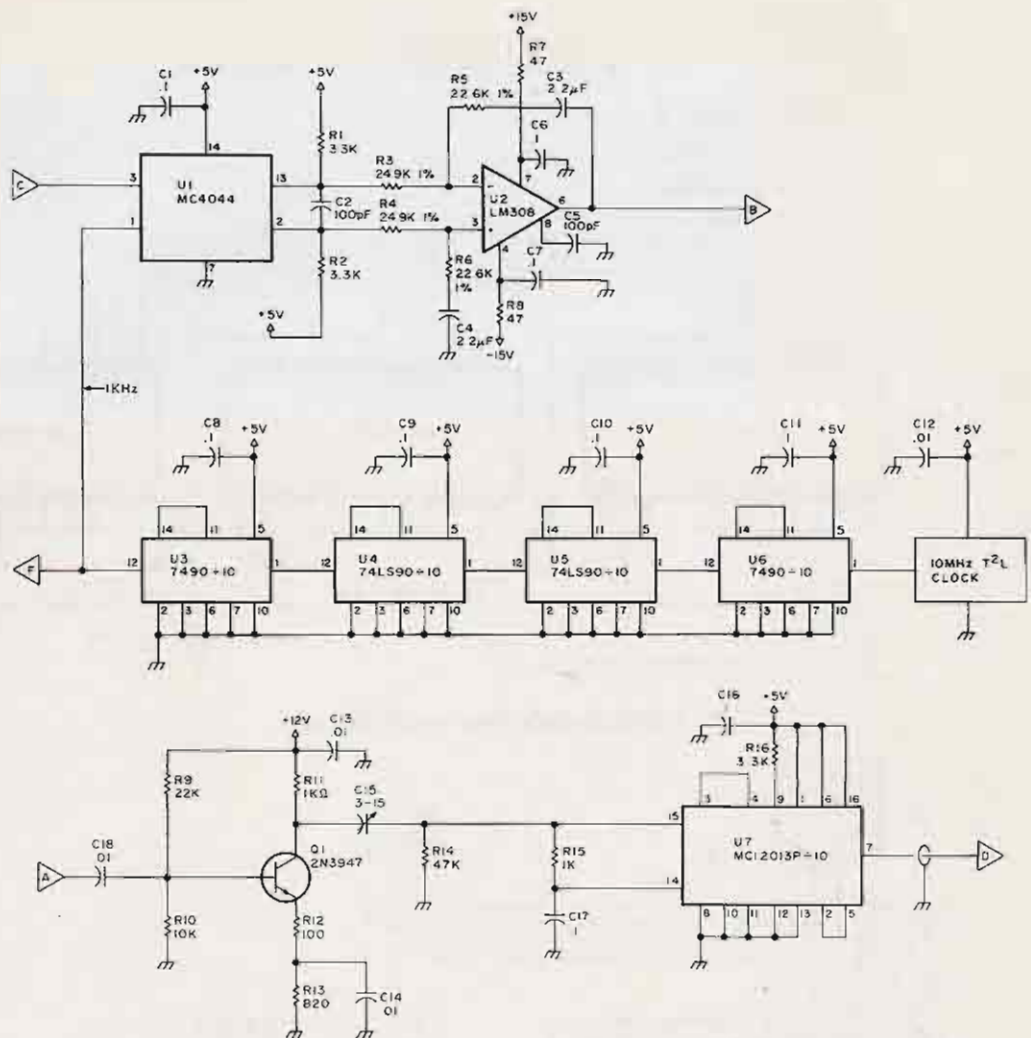 +15V
R7
47
C1
.1
+5V
+5V
R5
22.6K 1%
C3
2.2µF
14
R1
3.3K
C6
.1
C
3
U1
MC4044
13
R3
24.9K 1%
2
-
7
U2
LM308
6
B
1
2
C2
100pF
R4
24.9K 1%
3
+
8
C5
100pF
4
7
R2
3.3K
R6
22.6K
1%
C7
.1
+5V
R8
47
C4
2.2µF
-15V
1KHz
C8
.1
+5V
C9
.1
+5V
C10
.1
+5V
C11
.1
+5V
C12
.01
+5V
14
11
5
14
11
5
14
11
5
14
11
5
F
12
U3
7490÷10
1
12
U4
74LS90÷10
1
12
U5
74LS90÷10
1
12
U6
7490÷10
1
10MHz T²L
CLOCK
2
3
6
7
10
2
3
6
7
10
2
3
6
7
10
2
3
6
7
10
+12V
C13
.01
C16
.1
+5V
R9
22K
R11
1KΩ
R16
3.3K
C15
3-15
3
4
9
1
6
16
C18
.01
Q1
2N3947
R14
47K
R15
1K
15
U7
MC12013P÷10
7
D
A
14
R10
10K
R12
100
C17
.1
8
10
11
12
13
2
5
R13
820
C14
.01